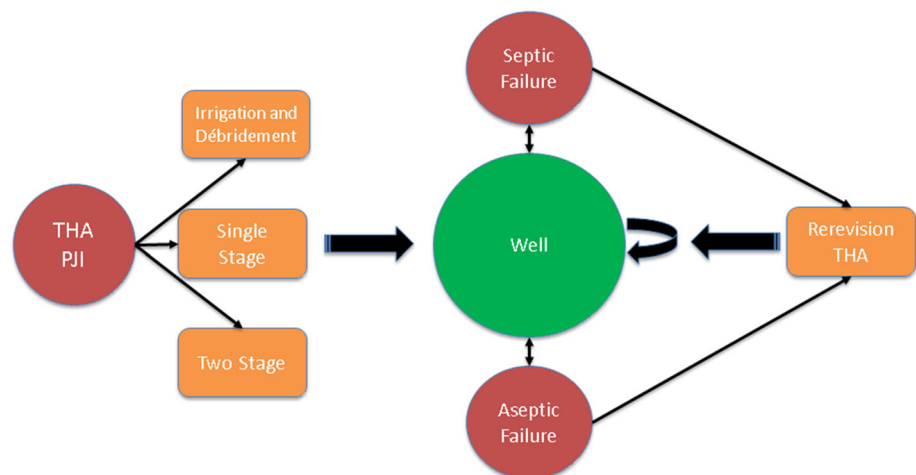 THA
PJI
Irrigation and
Débridement
Single
Stage
Two Stage
Septic
Failure
Well
Aseptic
Failure
Rerevision
THA